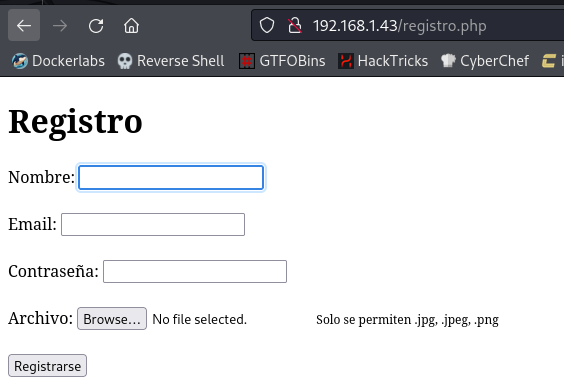 192.168.1.43/registro.php
Dockerlabs Reverse Shell GTFOBins HackTricks CyberChef i
Registro
Nombre:
Email:
Contraseña:
Archivo: Browse... No file selected. Solo se permiten .jpg, .jpeg, .png
Registrarse